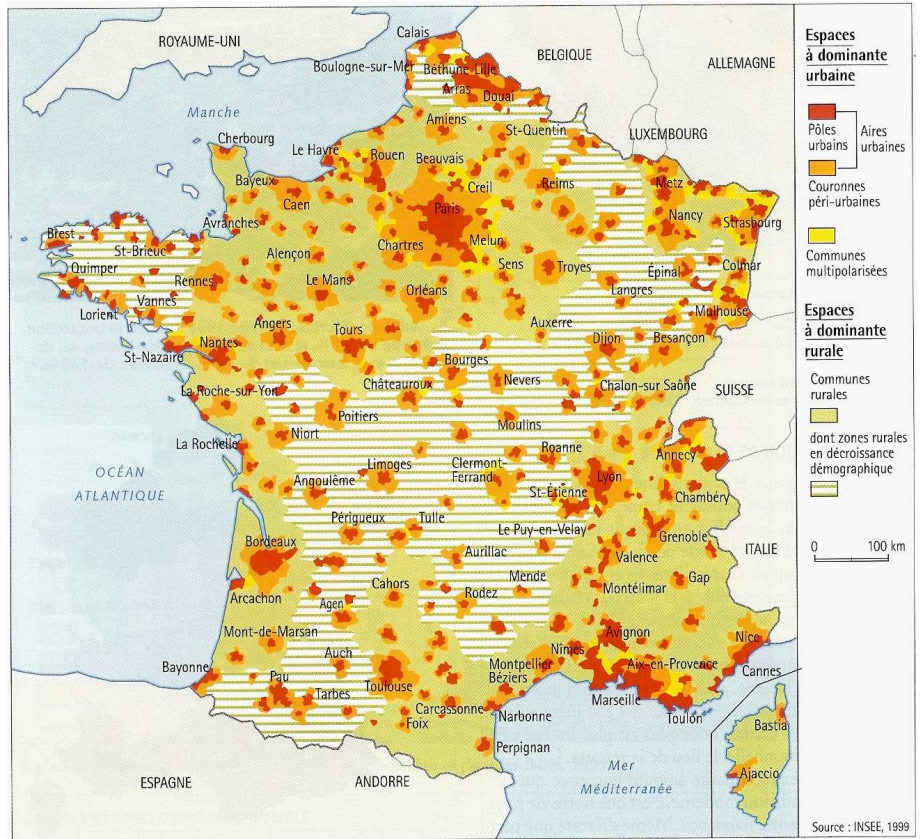 ROYAUME-UNI
Calais
BELGIQUE
ALLEMAGNE
Boulogne-sur-Mer
Béthune
Lille
Arras
Douai
Manche
Amiens
St-Quentin
LUXEMBOURG
Cherbourg
Le Havre
Rouen
Beauvais
Creil
Reims
Metz
Bayeux
Caen
Paris
Nancy
Strasbourg
Avranches
Brest
St-Brieuc
Alençon
Chartres
Melun
Quimper
Rennes
Le Mans
Sens
Troyes
Épinal
Colmar
Vannes
Orléans
Langres
Lorient
Angers
Tours
Auxerre
Mulhouse
St-Nazaire
Nantes
Bourges
Dijon
Besançon
La Roche-sur-Yon
Châteauroux
Nevers
Chalon-sur Saône
SUISSE
Poitiers
Moulins
La Rochelle
Niort
Roanne
Annecy
OCÉAN
ATLANTIQUE
Limoges
Clermont-
Ferrand
Lyon
Angoulême
St-Étienne
Chambéry
Périgueux
Tulle
Le Puy-en-Velay
Grenoble
ITALIE
Bordeaux
Aurillac
Valence
Arcachon
Cahors
Mende
Gap
Agen
Rodez
Montélimar
Mont-de-Marsan
Avignon
Nice
Auch
Nîmes
Bayonne
Montpellier
Aix-en-Provence
Pau
Toulouse
Béziers
Cannes
Tarbes
Carcassonne
Marseille
Foix
Narbonne
Toulon
Perpignan
Bastia
Mer
Méditerranée
Ajaccio
ESPAGNE
ANDORRE
Espaces
à dominante
urbaine
Pôles
urbains
Aires
urbaines
Couronnes
péri-urbaines
Communes
multipolarisées
Espaces
à dominante
rurale
Communes
rurales
dont zones rurales
en décroissance
démographique
0 100 km
Source : INSEE, 1999